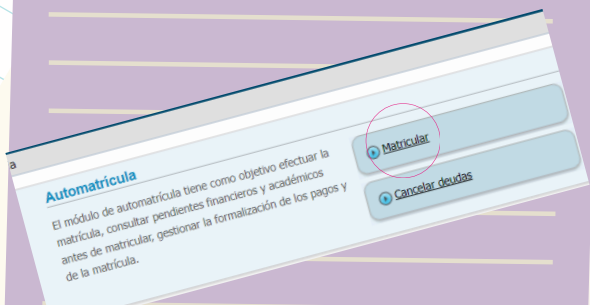 a
Automatrícula
El módulo de automatrícula tiene como objetivo efectuar la
matrícula, consultar pendientes financieros y académicos
antes de matricular, gestionar la formalización de los pagos y
de la matrícula.
Matricular
Cancelar deudas